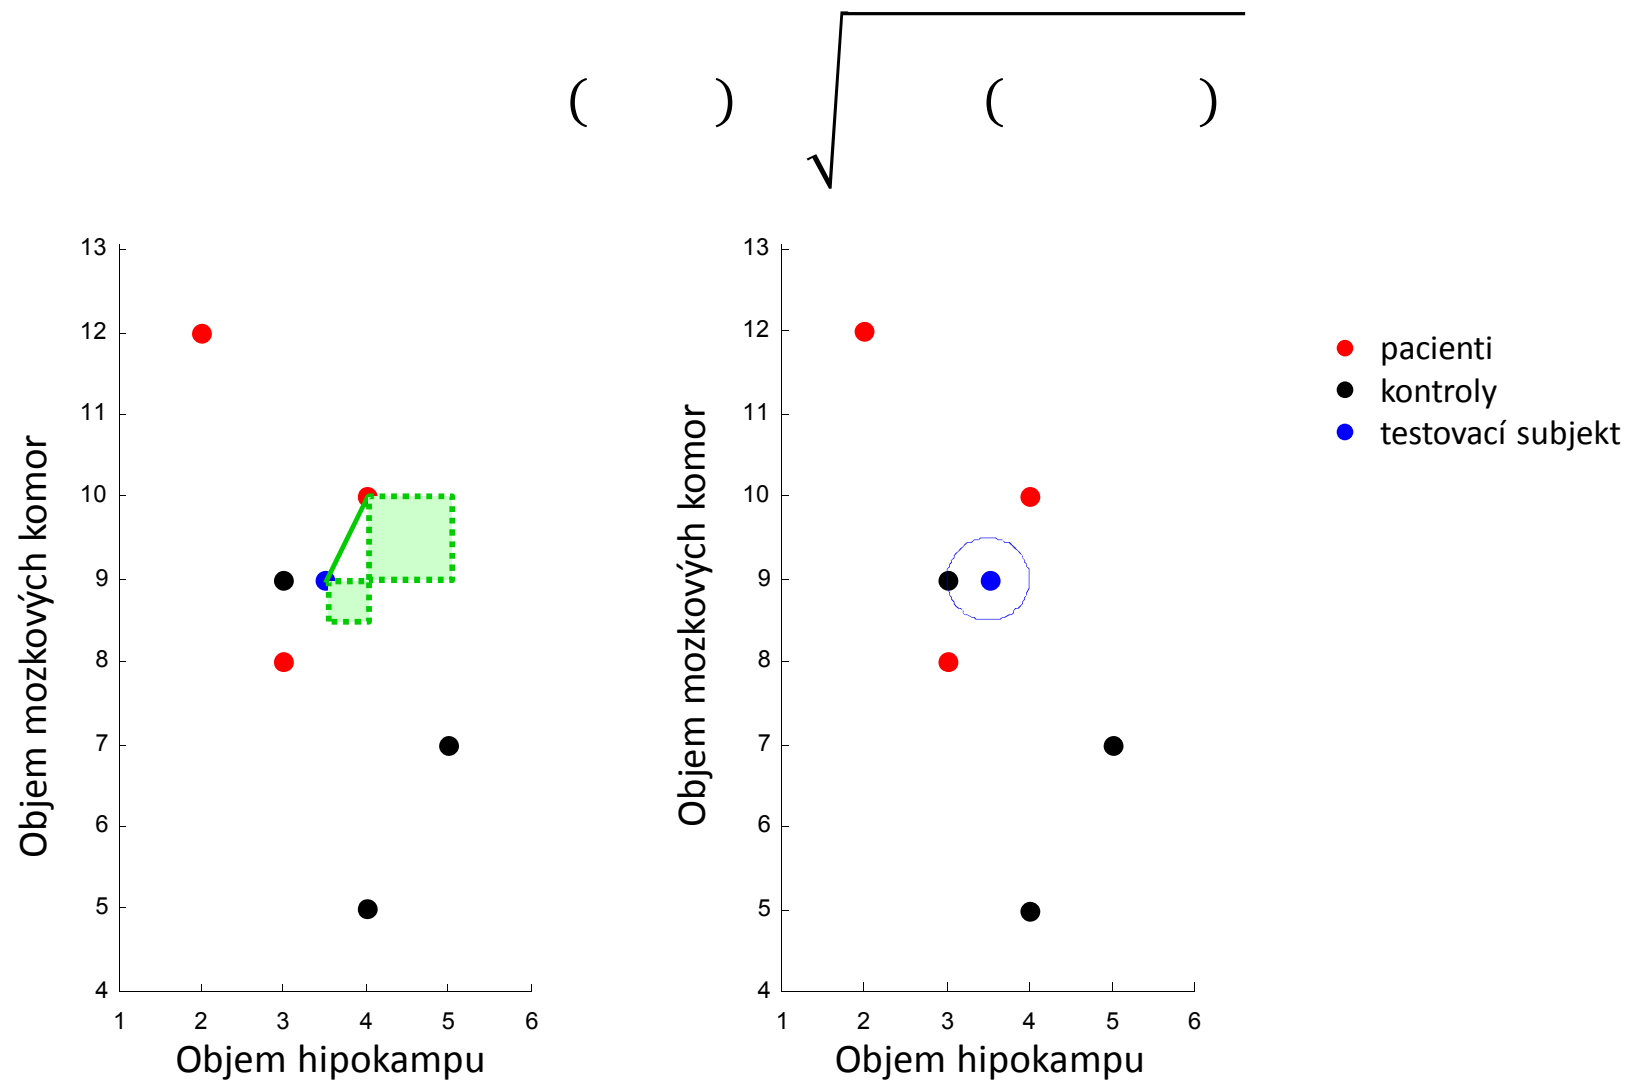 ( ) √ ( )
13
12
11
10
9
8
7
6
5
4
1 2 3 4 5 6
Objem mozkových komor
Objem hipokampu
13
12
11
10
9
8
7
6
5
4
1 2 3 4 5 6
Objem mozkových komor
Objem hipokampu
pacienti
kontroly
testovací subjekt